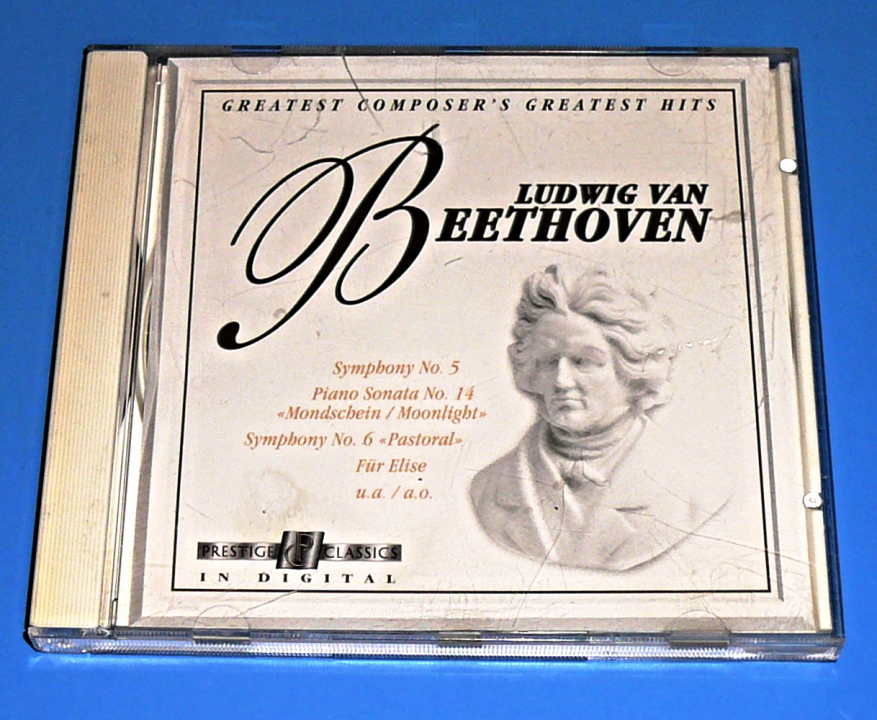 GREATEST COMPOSER'S GREATEST HITS
LUDWIG VAN
BEETHOVEN
Symphony No. 5
Piano Sonata No. 14
«Mondschein / Moonlight»
Symphony No. 6 «Pastoral»
Für Elise
u.a. / a.o.
PRESTIGE CP CLASSICS
IN DIGITAL